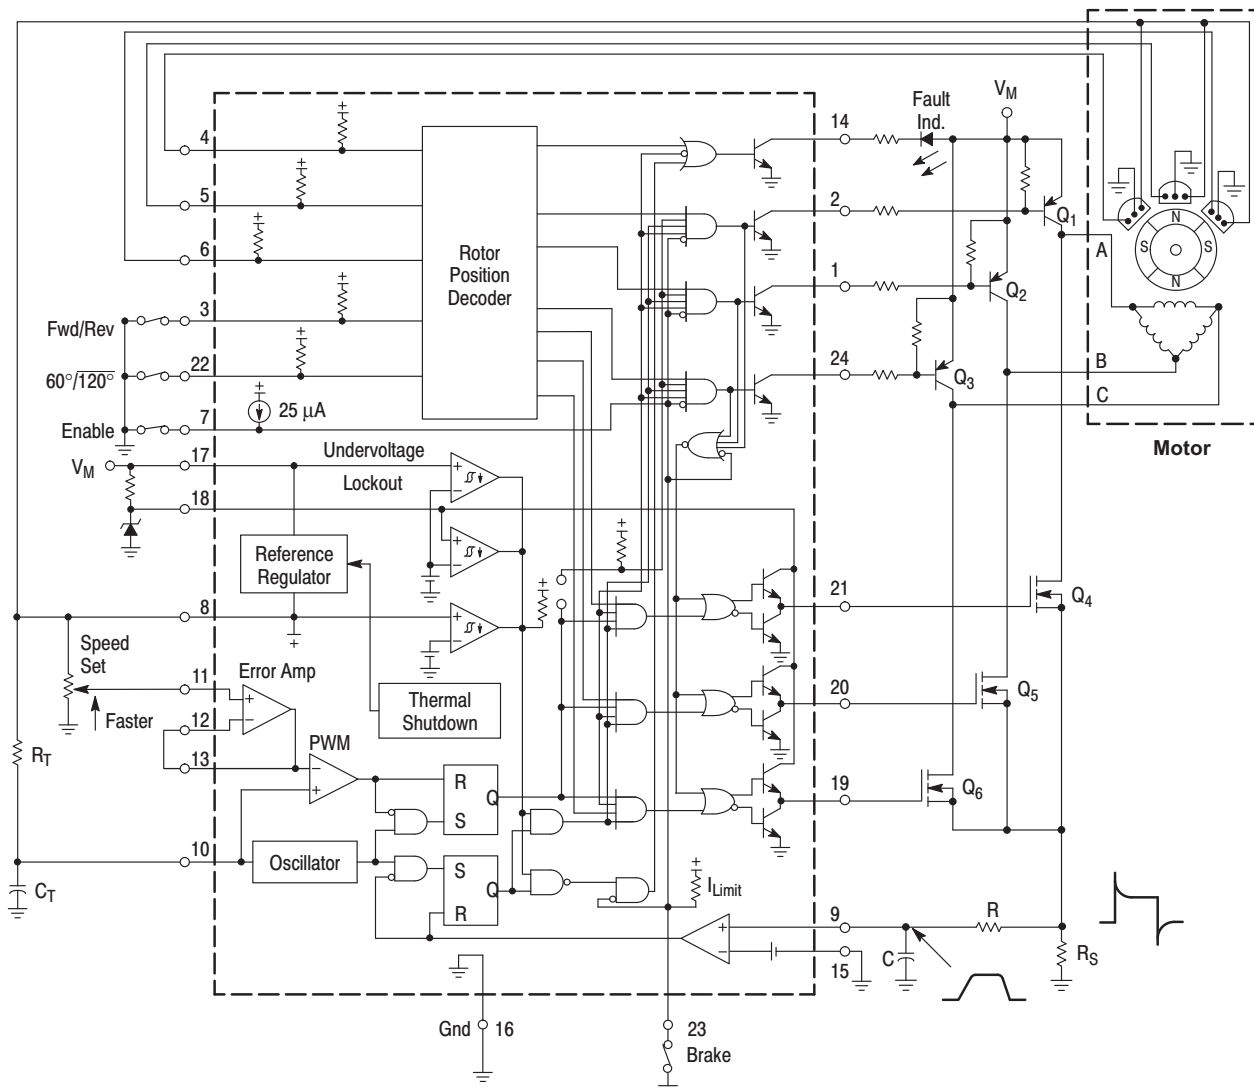 V_M
Fault
Ind.
14
4
5
6
2
Q1
A
N
S
S
N
Rotor
Position
Decoder
1
Q2
Fwd/Rev
3
60°/120°
22
24
Q3
B
C
Enable
7
25 μA
Motor
V_M
17
Undervoltage
Lockout
18
Reference
Regulator
21
Q4
8
Speed
Set
Error Amp
11
Faster
12
Thermal
Shutdown
20
Q5
R_T
13
PWM
R
Q
S
19
Q6
10
Oscillator
C_T
S
Q
R
I_Limit
9
R
15
C
R_S
Gnd
16
23
Brake